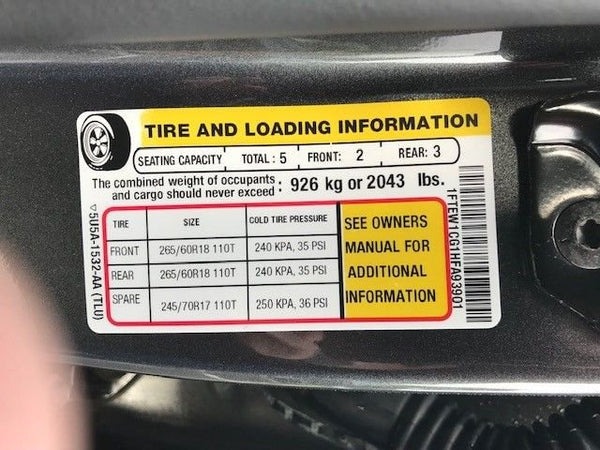 TIRE AND LOADING INFORMATION
SEATING CAPACITY TOTAL : 5 FRONT: 2 REAR: 3
The combined weight of occupants and cargo should never exceed : 926 kg or 2043 lbs.
TIRE SIZE COLD TIRE PRESSURE
FRONT 265/60R18 110T 240 KPA, 35 PSI
REAR 265/60R18 110T 240 KPA, 35 PSI
SPARE 245/70R17 110T 250 KPA, 36 PSI
SEE OWNERS
MANUAL FOR
ADDITIONAL
INFORMATION
5U5A-1532-AA (TLU)
1FTEW1CG1HFA93901